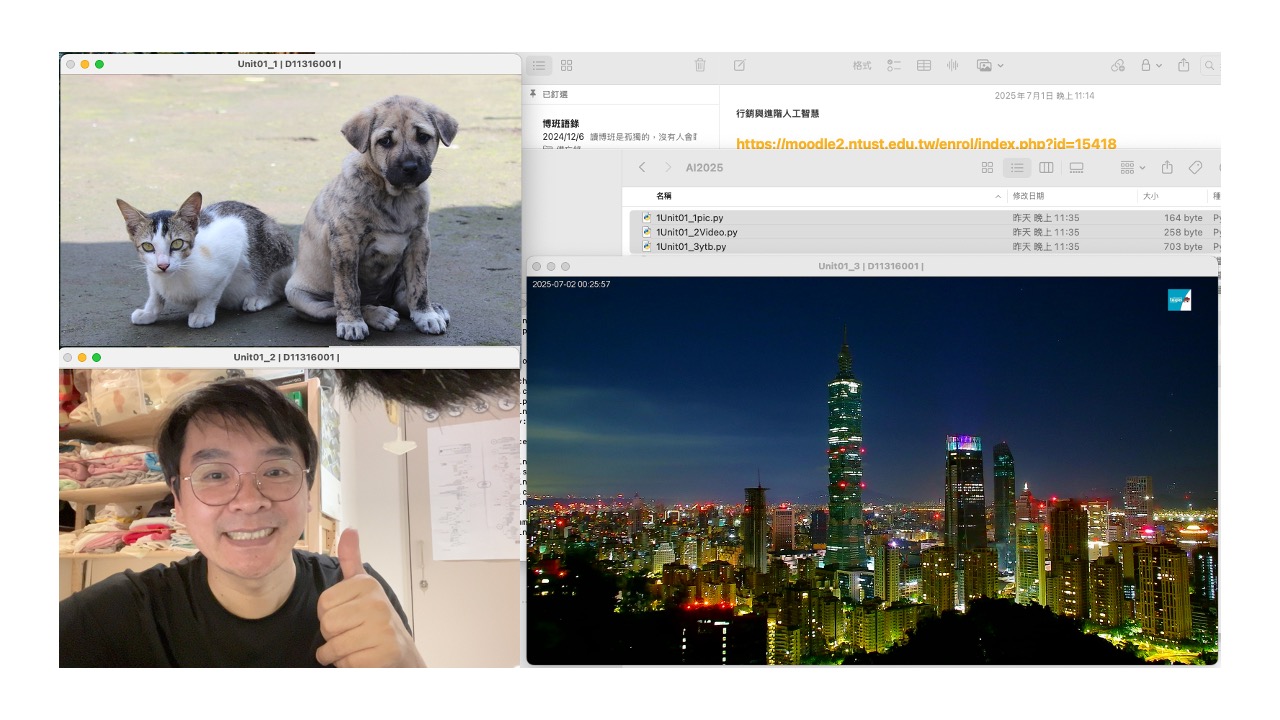 Unit01_1 | D11316001 |
格式
已釘選
2025年7月1日 晚上11:14
博班語錄
2024/12/6 讀博班是孤獨的，沒有人會
行銷與進階人工智慧
https://moodle2.ntust.edu.tw/enrol/index.php?id=15418
AI2025
名稱
修改日期
大小
1Unit01_1pic.py
昨天 晚上11:35
164 byte
1Unit01_2Video.py
昨天 晚上11:35
258 byte
1Unit01_3ytb.py
昨天 晚上11:35
703 byte
Unit01_3 | D11316001 |
2025-07-02 00:25:57
Unit01_2 | D11316001 |